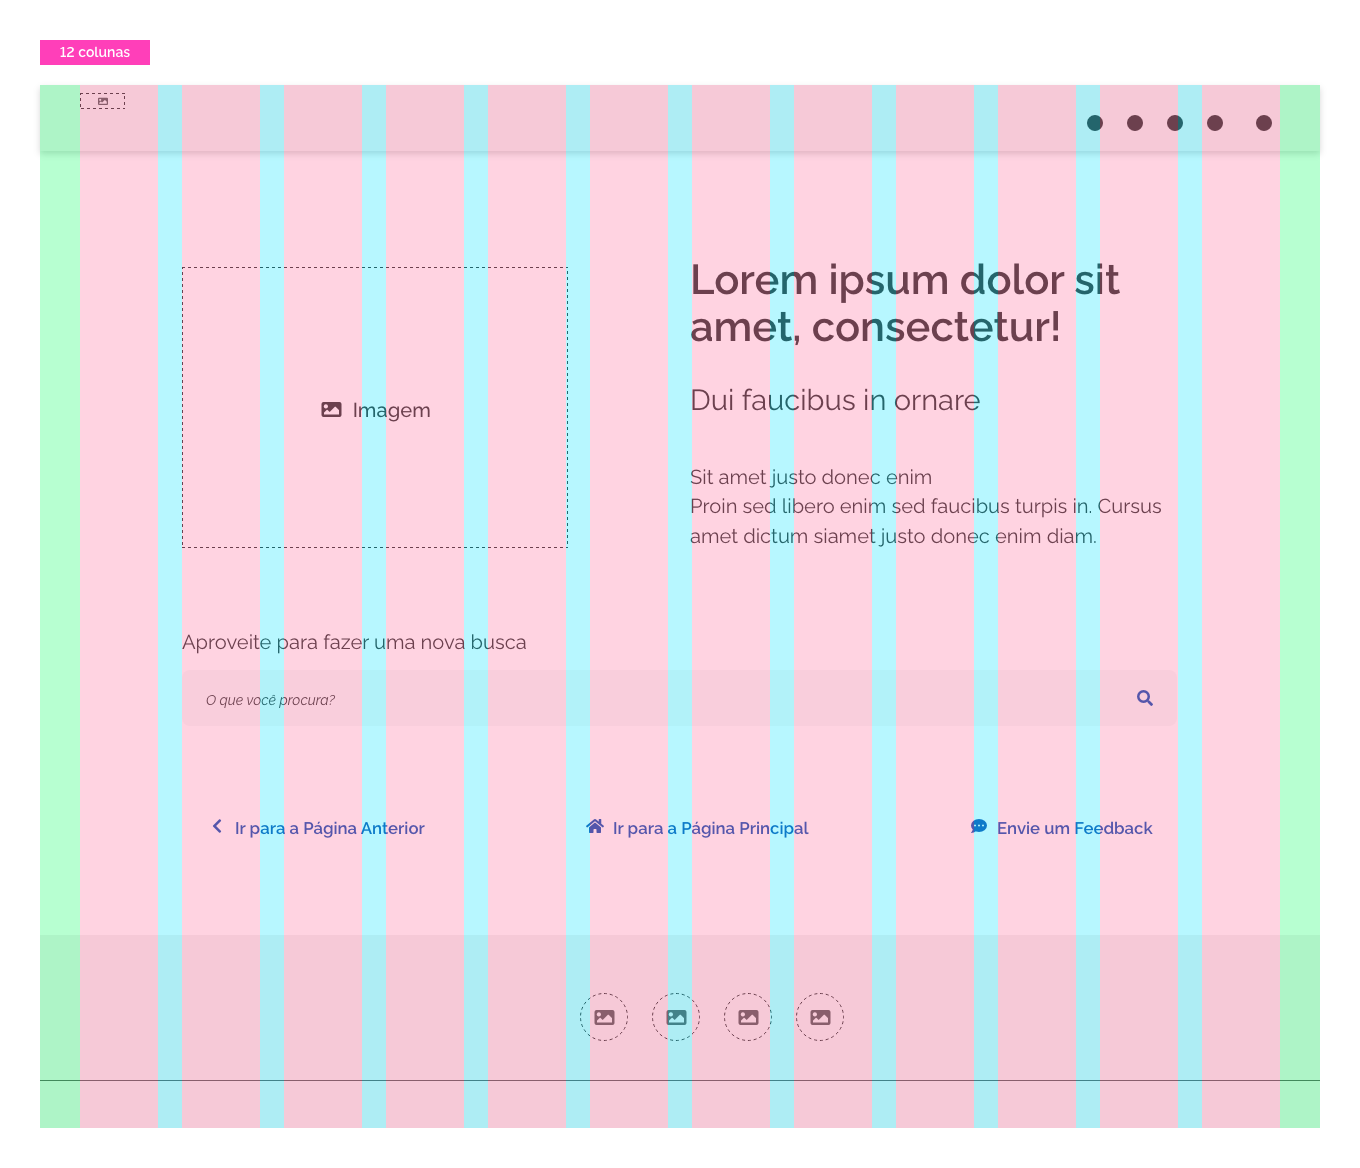 12 colunas
Lorem ipsum dolor sit
amet, consectetur!
Imagem
Dui faucibus in ornare
Sit amet justo donec enim
Proin sed libero enim sed faucibus turpis in. Cursus
amet dictum siamet justo donec enim diam.
Aproveite para fazer uma nova busca
O que você procura?
Ir para a Página Anterior
Ir para a Página Principal
Envie um Feedback